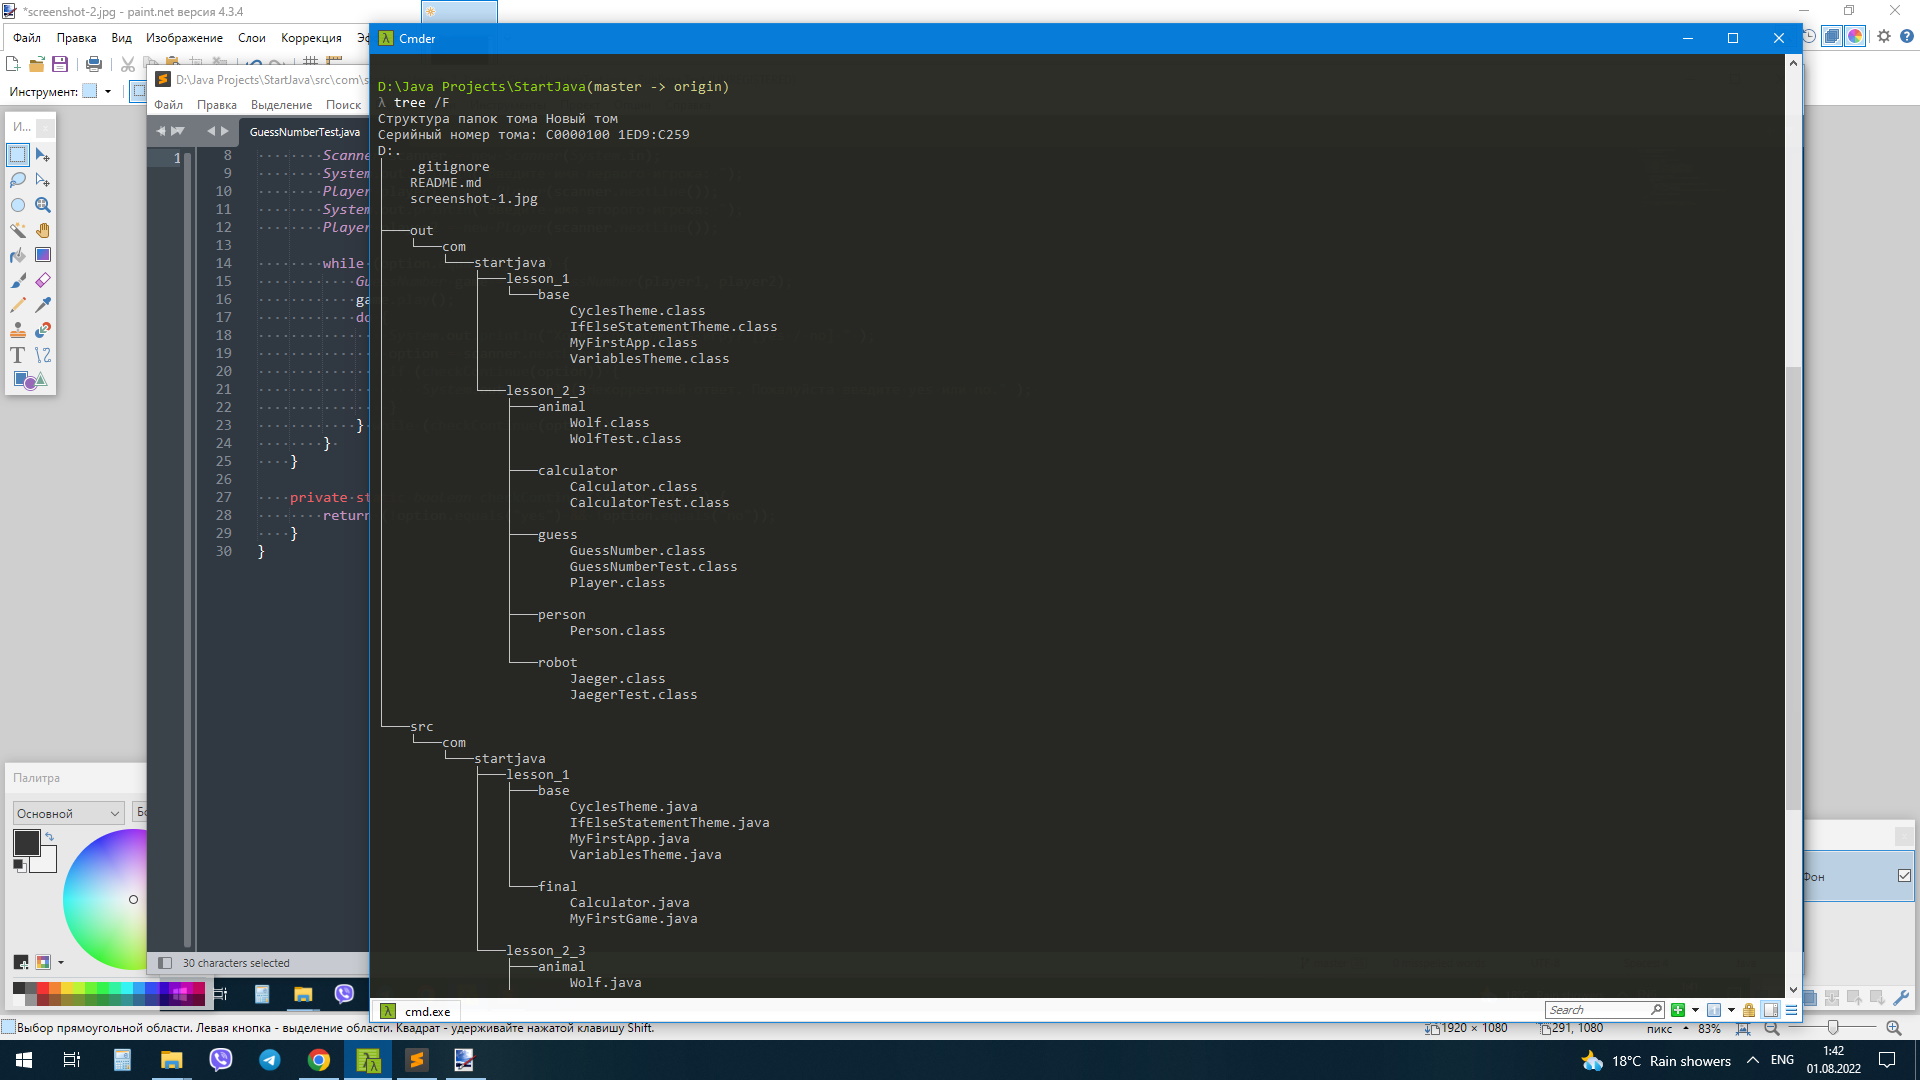 *screenshot-2.jpg - paint.net версия 4.3.4
Файл Правка Вид Изображение Слои Коррекция
Инструмент:
И...
D:\Java Projects\StartJava\src\com\s
Файл Правка Выделение Поиск
GuessNumberTest.java
1
8 Scanne
9 System
10 Player
11 System
12 Player
13
14 while
15 Gu
16 ga
17 do
18
19
20
21
22
23 }
24 }
25 }
26
27 private st
28 return
29 }
30 }
30 characters selected
Cmder
D:\Java Projects\StartJava(master -> origin)
λ tree /F
Структура папок тома Новый том
Серийный номер тома: C0000100 1ED9:C259
D:.
.gitignore
README.md
screenshot-1.jpg
out
com
startjava
lesson_1
base
CyclesTheme.class
IfElseStatementTheme.class
MyFirstApp.class
VariablesTheme.class
lesson_2_3
animal
Wolf.class
WolfTest.class
calculator
Calculator.class
CalculatorTest.class
guess
GuessNumber.class
GuessNumberTest.class
Player.class
person
Person.class
robot
Jaeger.class
JaegerTest.class
src
com
startjava
lesson_1
base
CyclesTheme.java
IfElseStatementTheme.java
MyFirstApp.java
VariablesTheme.java
final
Calculator.java
MyFirstGame.java
lesson_2_3
animal
Wolf.java
cmd.exe
Search
Палитра
Основной
Фон
Выбор прямоугольной области. Левая кнопка - выделение области. Квадрат - удерживайте нажатой клавишу Shift.
1920 × 1080
291, 1080
пикс
83%
18°C Rain showers
ENG
1:42
01.08.2022